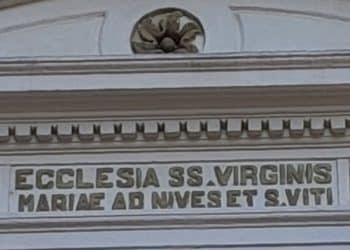 ECCLESIA SS.VIRGINIS
MARIAE AD NIVES ET S.VITI